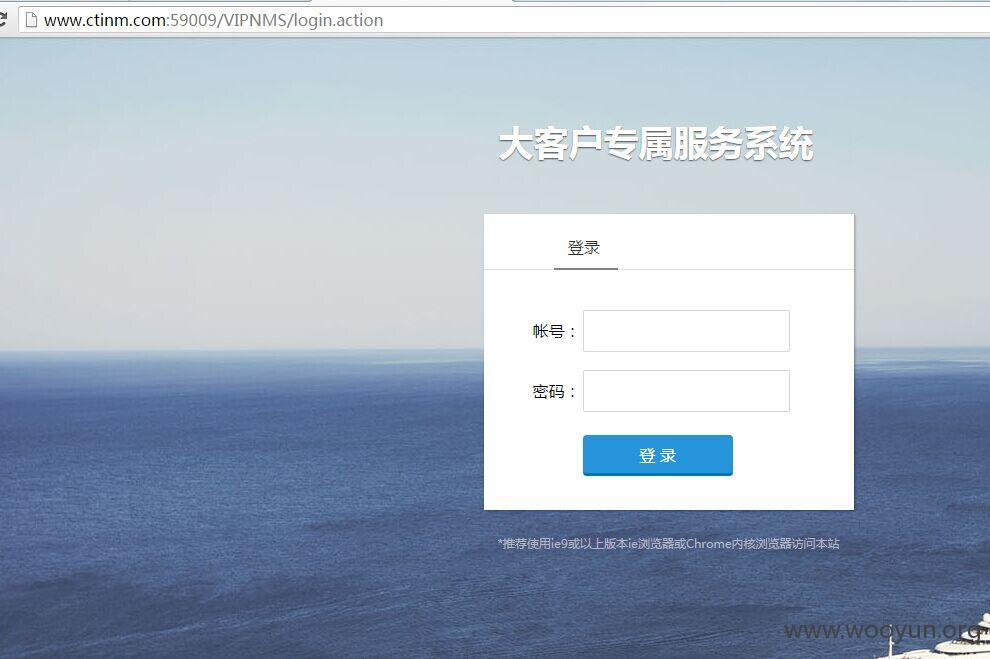 www.ctinm.com:59009/VIPNMS/login.action
大客户专属服务系统
登录
帐号：
密码：
登 录
*推荐使用ie9或以上版本ie浏览器或Chrome内核浏览器访问本站
www.wooyun.org